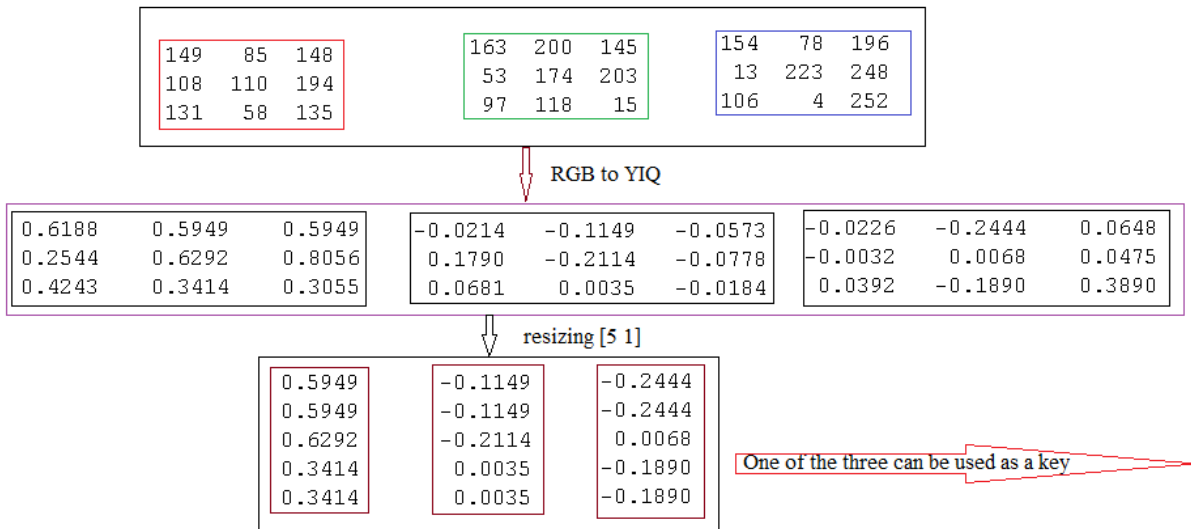 149 85 148
108 110 194
131 58 135
163 200 145
53 174 203
97 118 15
154 78 196
13 223 248
106 4 252
RGB to YIQ
0.6188 0.5949 0.5949
0.2544 0.6292 0.8056
0.4243 0.3414 0.3055
-0.0214 -0.1149 -0.0573
0.1790 -0.2114 -0.0778
0.0681 0.0035 -0.0184
-0.0226 -0.2444 0.0648
-0.0032 0.0068 0.0475
0.0392 -0.1890 0.3890
resizing [5 1]
0.5949
0.5949
0.6292
0.3414
0.3414
-0.1149
-0.1149
-0.2114
0.0035
0.0035
-0.2444
-0.2444
0.0068
-0.1890
-0.1890
One of the three can be used as a key